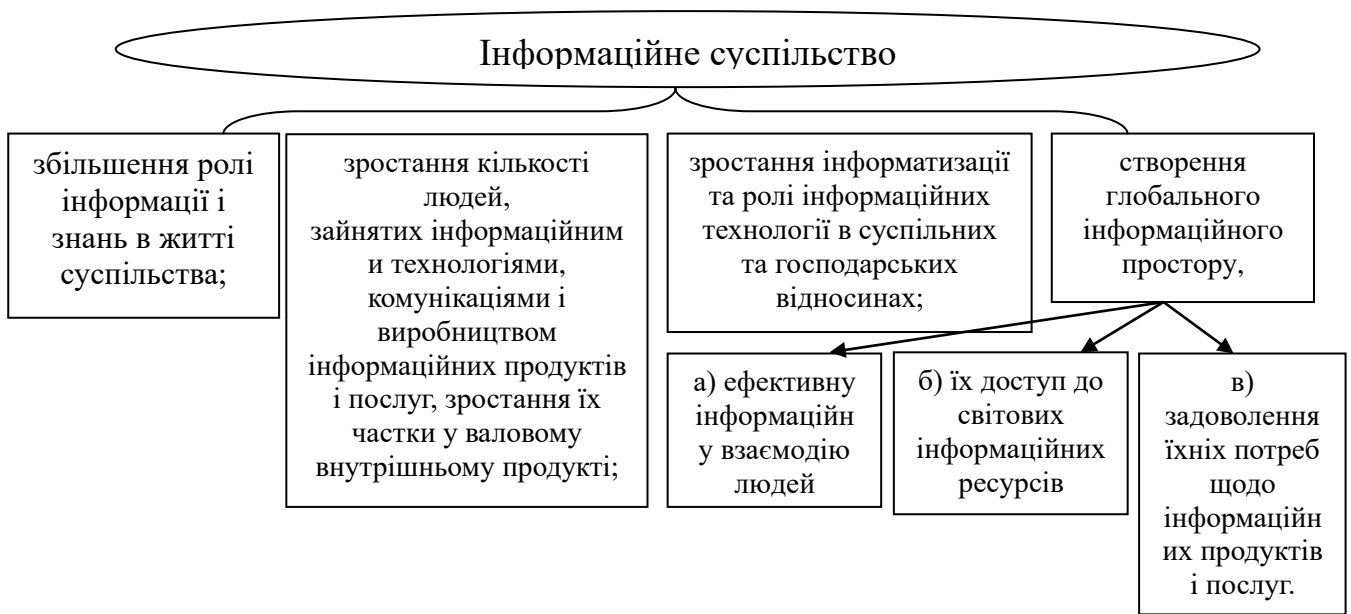 Інформаційне суспільство
збільшення ролі
інформації і
знань в житті
суспільства;
зростання кількості
людей,
зайнятих інформаційним
и технологіями,
комунікаціями і
виробництвом
інформаційних продуктів
і послуг, зростання їх
частки у валовому
внутрішньому продукті;
зростання інформатизації
та ролі інформаційних
технології в суспільних
та господарських
відносинах;
створення
глобального
інформаційного
простору,
а) ефективну
інформаційн
у взаємодію
людей
б) їх доступ до
світових
інформаційних
ресурсів
в)
задоволення
їхніх потреб
щодо
інформаційн
их продуктів
і послуг.